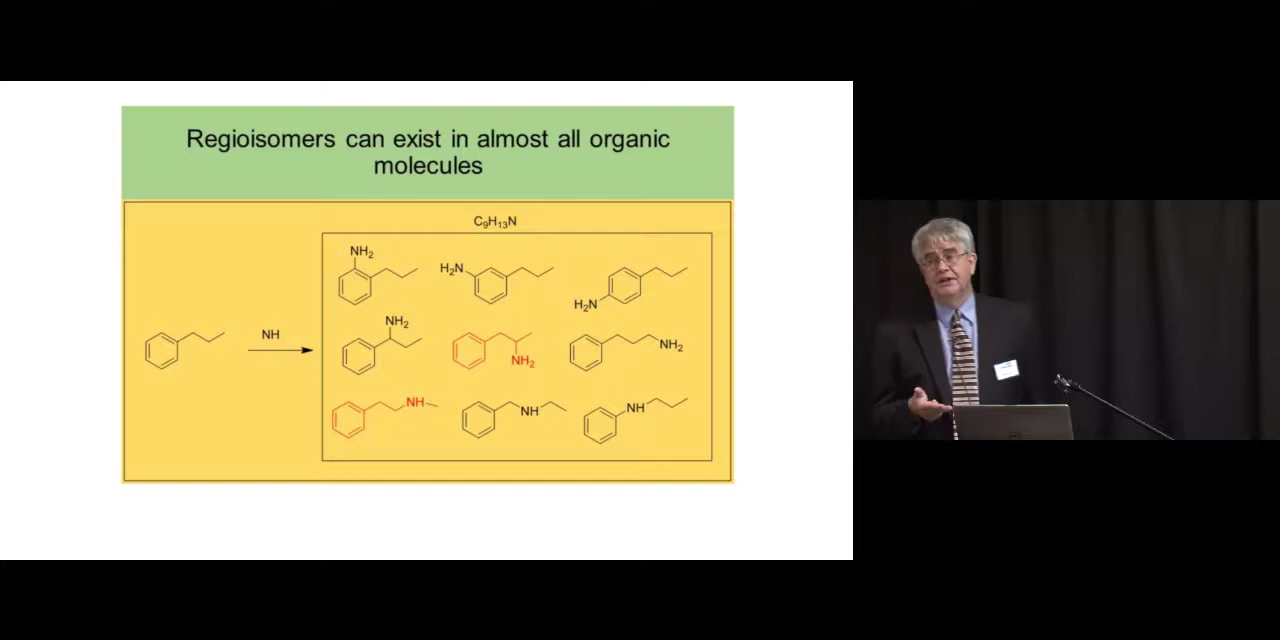 Regioisomers can exist in almost all organic
molecules
C₉H₁₃N
NH₂
H₂N
H₂N
NH
NH₂
NH₂
NH₂
NH
NH
NH